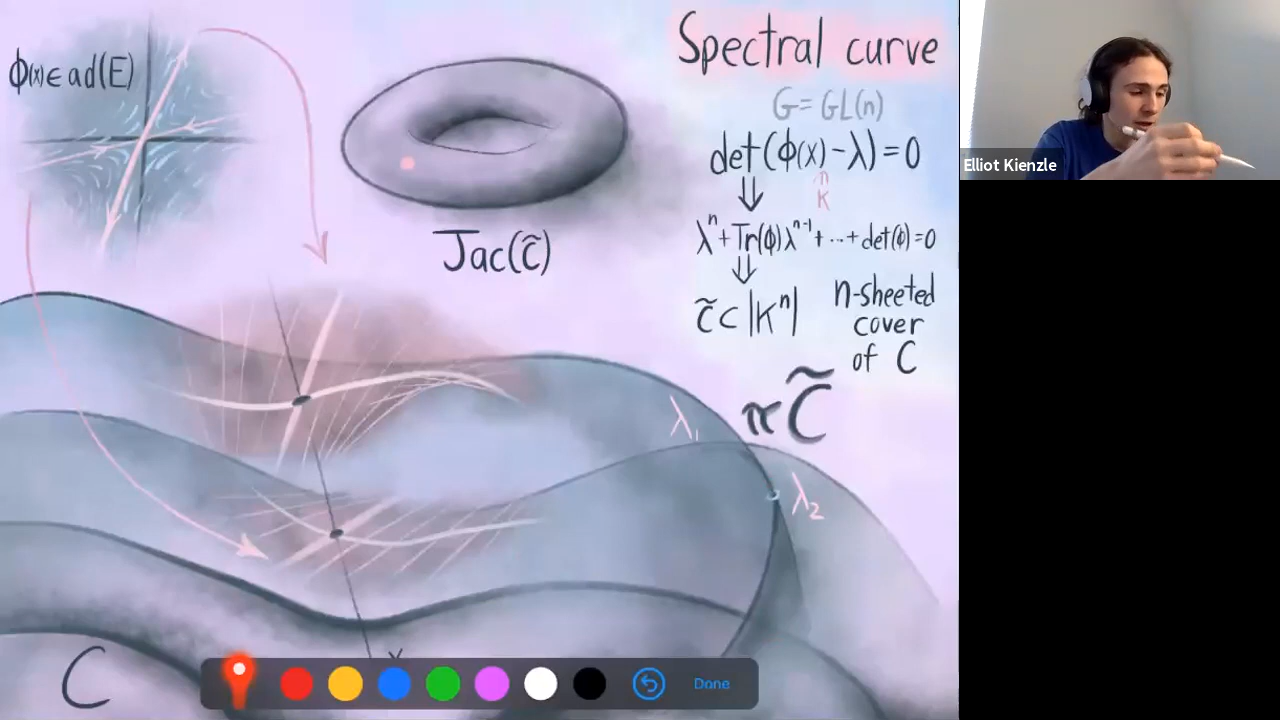 Spectral curve
ϕ(x) ∈ ad(E)
G=GL(n)
det(ϕ(x)-λ)=0
n
K
⇓
λⁿ+Tr(ϕ)λⁿ⁻¹+...+det(ϕ)=0
⇓
C̃⊂|Kⁿ|
n-sheeted
cover
of C
Jac(C̃)
C̃
λ₁
λ₂
C
x
Done
Elliot Kienzle